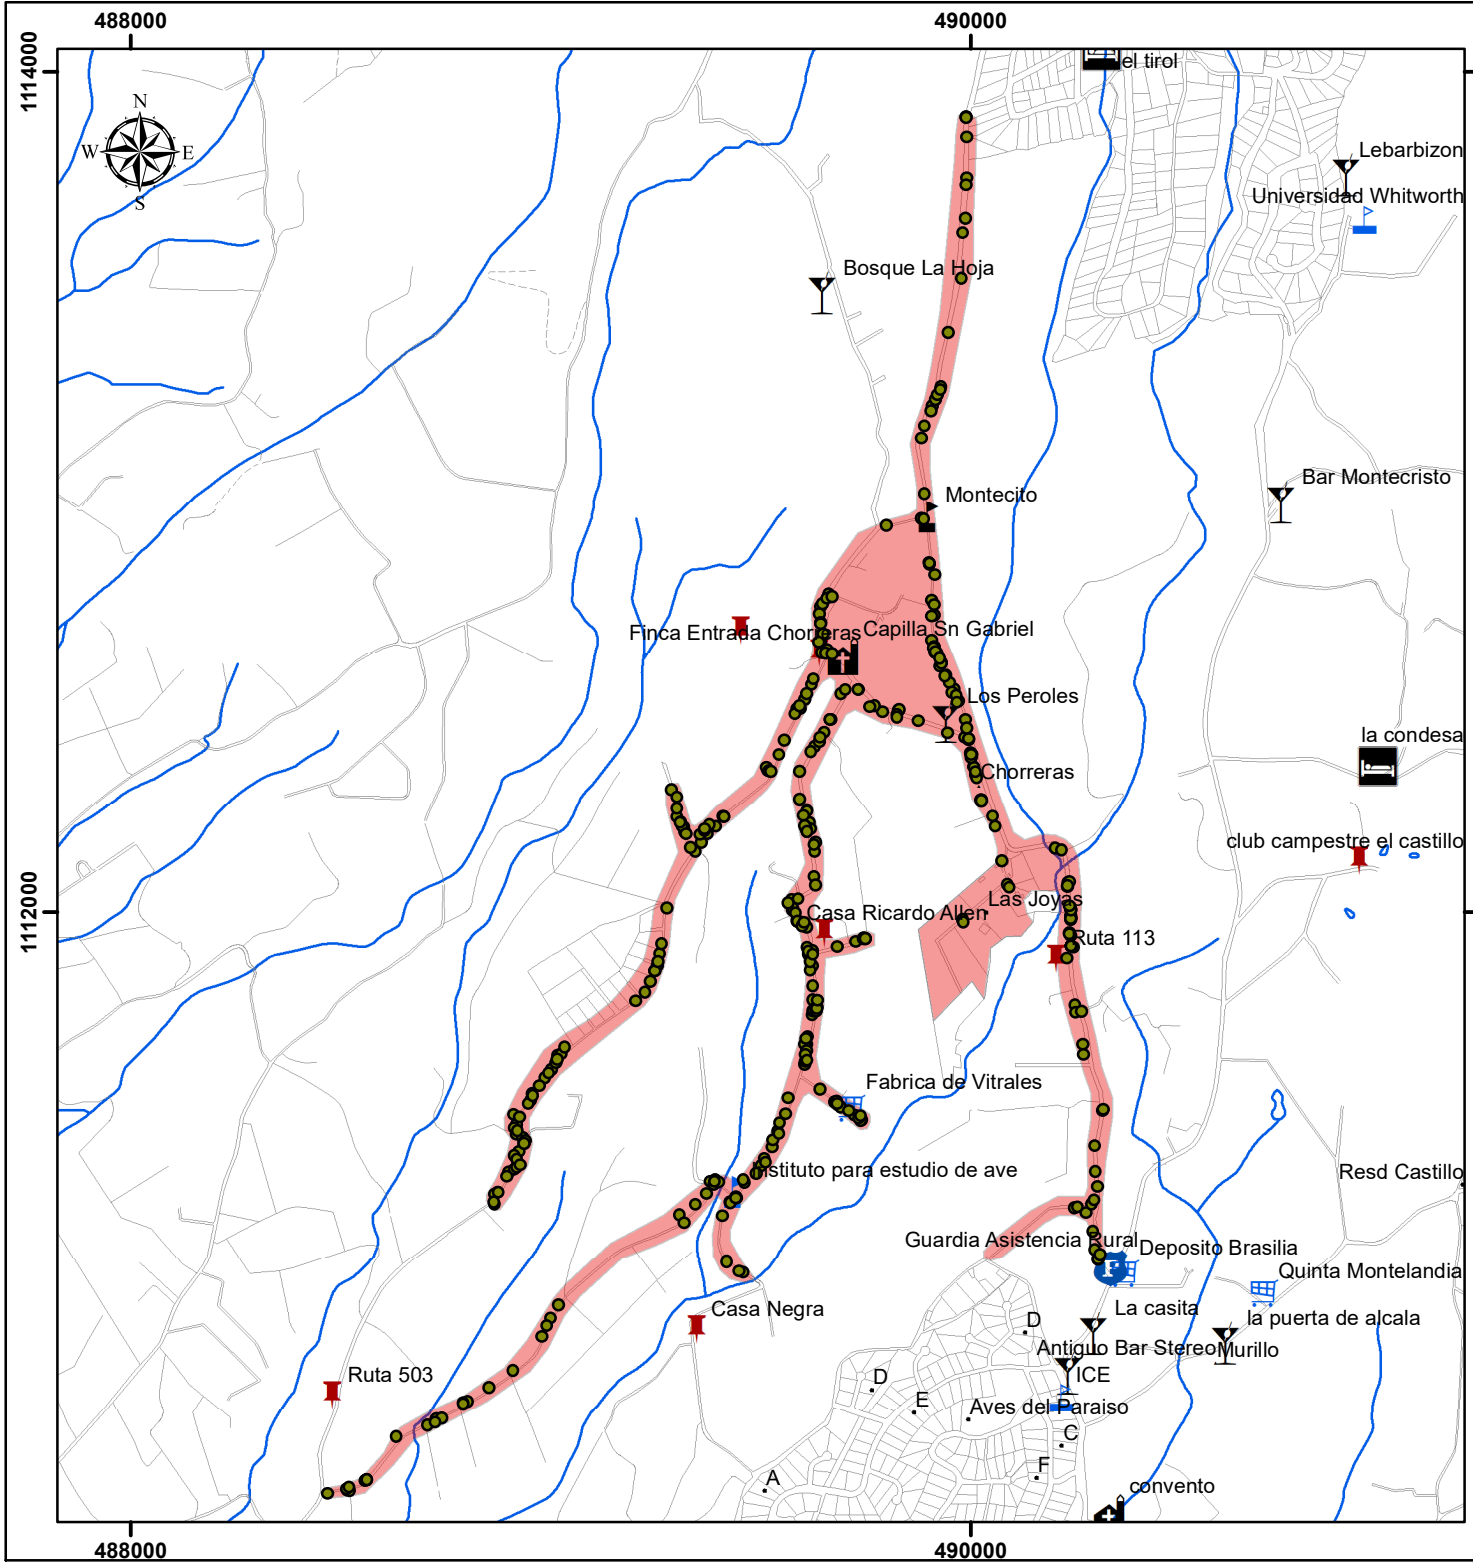 488000 490000
1114000
el tirol
N
W E
S
Lebarbizon
Universidad Whitworth
Bosque La Hoja
Bar Montecristo
Montecito
Finca Entrada Chorreras
Capilla Sn Gabriel
Los Peroles
la condesa
Chorreras
club campestre el castillo
1112000
Las Joyas
Casa Ricardo Allen
Ruta 113
Fabrica de Vitrales
Instituto para estudio de ave
Resd Castillo
Guardia Asistencia Rural
Deposito Brasilia
Quinta Montelandia
Casa Negra
La casita
la puerta de alcala
D
Antiguo Bar Stereo
Murillo
Ruta 503
D
ICE
E
Aves del Paraiso
C
F
A
convento
488000 490000